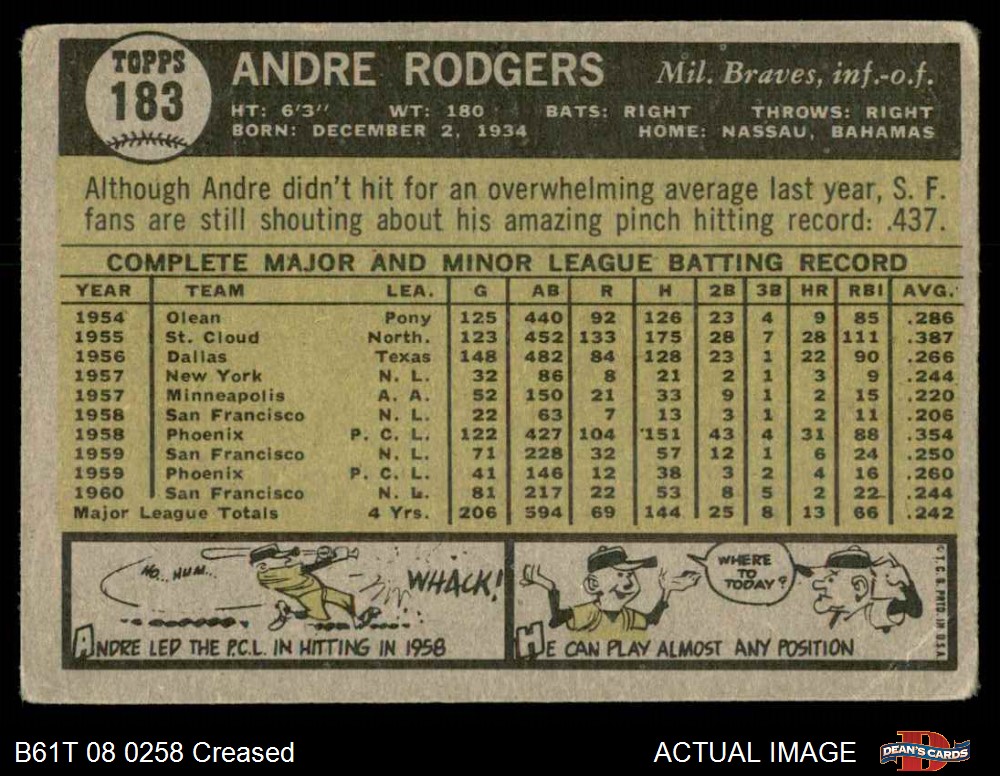 TOPPS
183
ANDRE RODGERS Mil. Braves, inf.-o.f.
HT: 6'3" WT: 180 BATS: RIGHT THROWS: RIGHT
BORN: DECEMBER 2, 1934 HOME: NASSAU, BAHAMAS
Although Andre didn't hit for an overwhelming average last year, S. F.
fans are still shouting about his amazing pinch hitting record: .437.
COMPLETE MAJOR AND MINOR LEAGUE BATTING RECORD
YEAR TEAM LEA. G AB R H 2B 3B HR RBI AVG.
1954 Olean Pony 125 440 92 126 23 4 9 85 .286
1955 St. Cloud North. 123 452 133 175 28 7 28 111 .387
1956 Dallas Texas 148 482 84 128 23 1 22 90 .266
1957 New York N. L. 32 86 8 21 2 1 3 9 .244
1957 Minneapolis A. A. 52 150 21 33 9 1 2 15 .220
1958 San Francisco N. L. 22 63 7 13 3 1 2 11 .206
1958 Phoenix P. C. L. 122 427 104 151 43 4 31 88 .354
1959 San Francisco N. L. 71 228 32 57 12 1 6 24 .250
1959 Phoenix P. C. L. 41 146 12 38 3 2 4 16 .260
1960 San Francisco N. L. 81 217 22 53 8 5 2 22 .244
Major League Totals 4 Yrs. 206 594 69 144 25 8 13 66 .242
HO.. HUM...
WHACK!
ANDRE LED THE P.C.L. IN HITTING IN 1958
WHERE
TO
TODAY?
HE CAN PLAY ALMOST ANY POSITION
© T. C. G. PRTD. IN U.S.A.
B61T 08 0258 Creased
ACTUAL IMAGE
D
DEAN'S CARDS